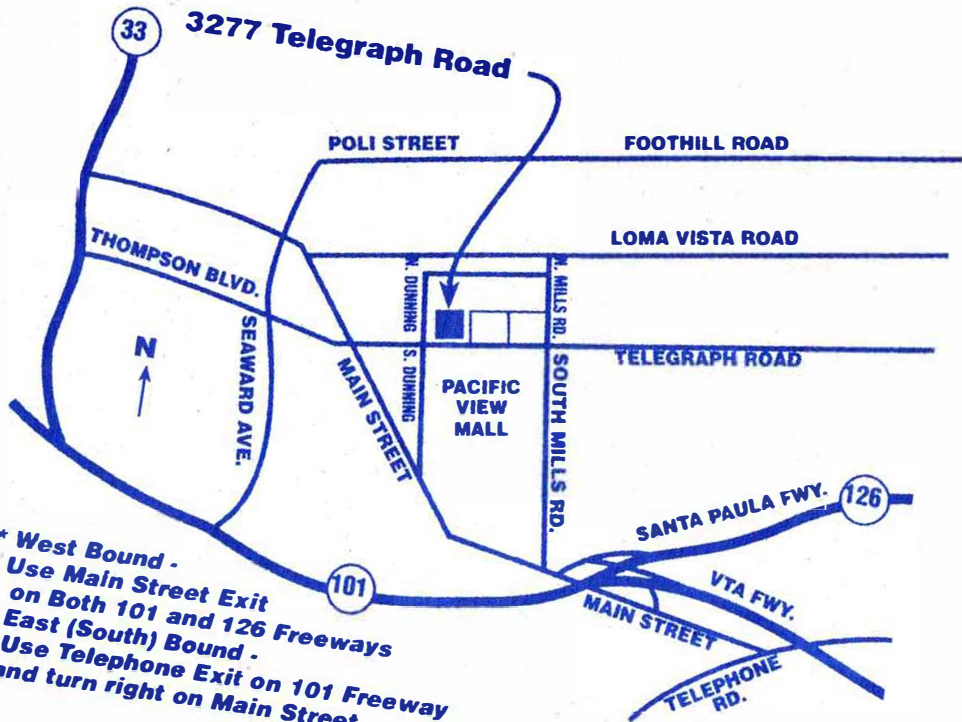 33
3277 Telegraph Road
POLI STREET
FOOTHILL ROAD
LOMA VISTA ROAD
THOMPSON BLVD.
N. DUNNING
N. MILLS RD.
N
SEAWARD AVE.
MAIN STREET
S. DUNNING
TELEGRAPH ROAD
PACIFIC
VIEW
MALL
SOUTH MILLS RD.
SANTA PAULA FWY.
126
101
VTA FWY.
MAIN STREET
TELEPHONE
RD.
* West Bound -
Use Main Street Exit
on Both 101 and 126 Freeways
East (South) Bound -
Use Telephone Exit on 101 Freeway
and turn right on Main Street